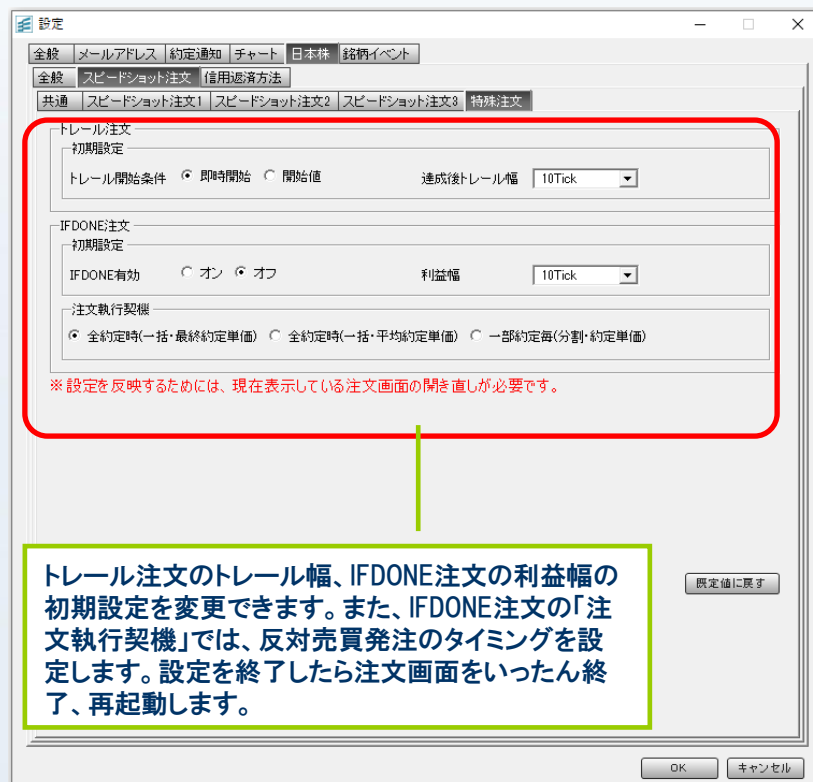 設定
全般 メールアドレス 約定通知 チャート 日本株 銘柄イベント
全般 スピードショット注文 信用返済方法
共通 スピードショット注文1 スピードショット注文2 スピードショット注文3 特殊注文
トレール注文
初期設定
トレール開始条件 即時開始 開始値 達成後トレール幅 10Tick
IFDONE注文
初期設定
IFDONE有効 オン オフ 利益幅 10Tick
注文執行契機
全約定時(一括・最終約定単価) 全約定時(一括・平均約定単価) 一部約定毎(分割・約定単価)
※設定を反映するためには、現在表示している注文画面の開き直しが必要です。
トレール注文のトレール幅、IFDONE注文の利益幅の
初期設定を変更できます。また、IFDONE注文の「注
文執行契機」では、反対売買発注のタイミングを設
定します。設定を終了したら注文画面をいったん終
了、再起動します。
既定値に戻す
OK キャンセル